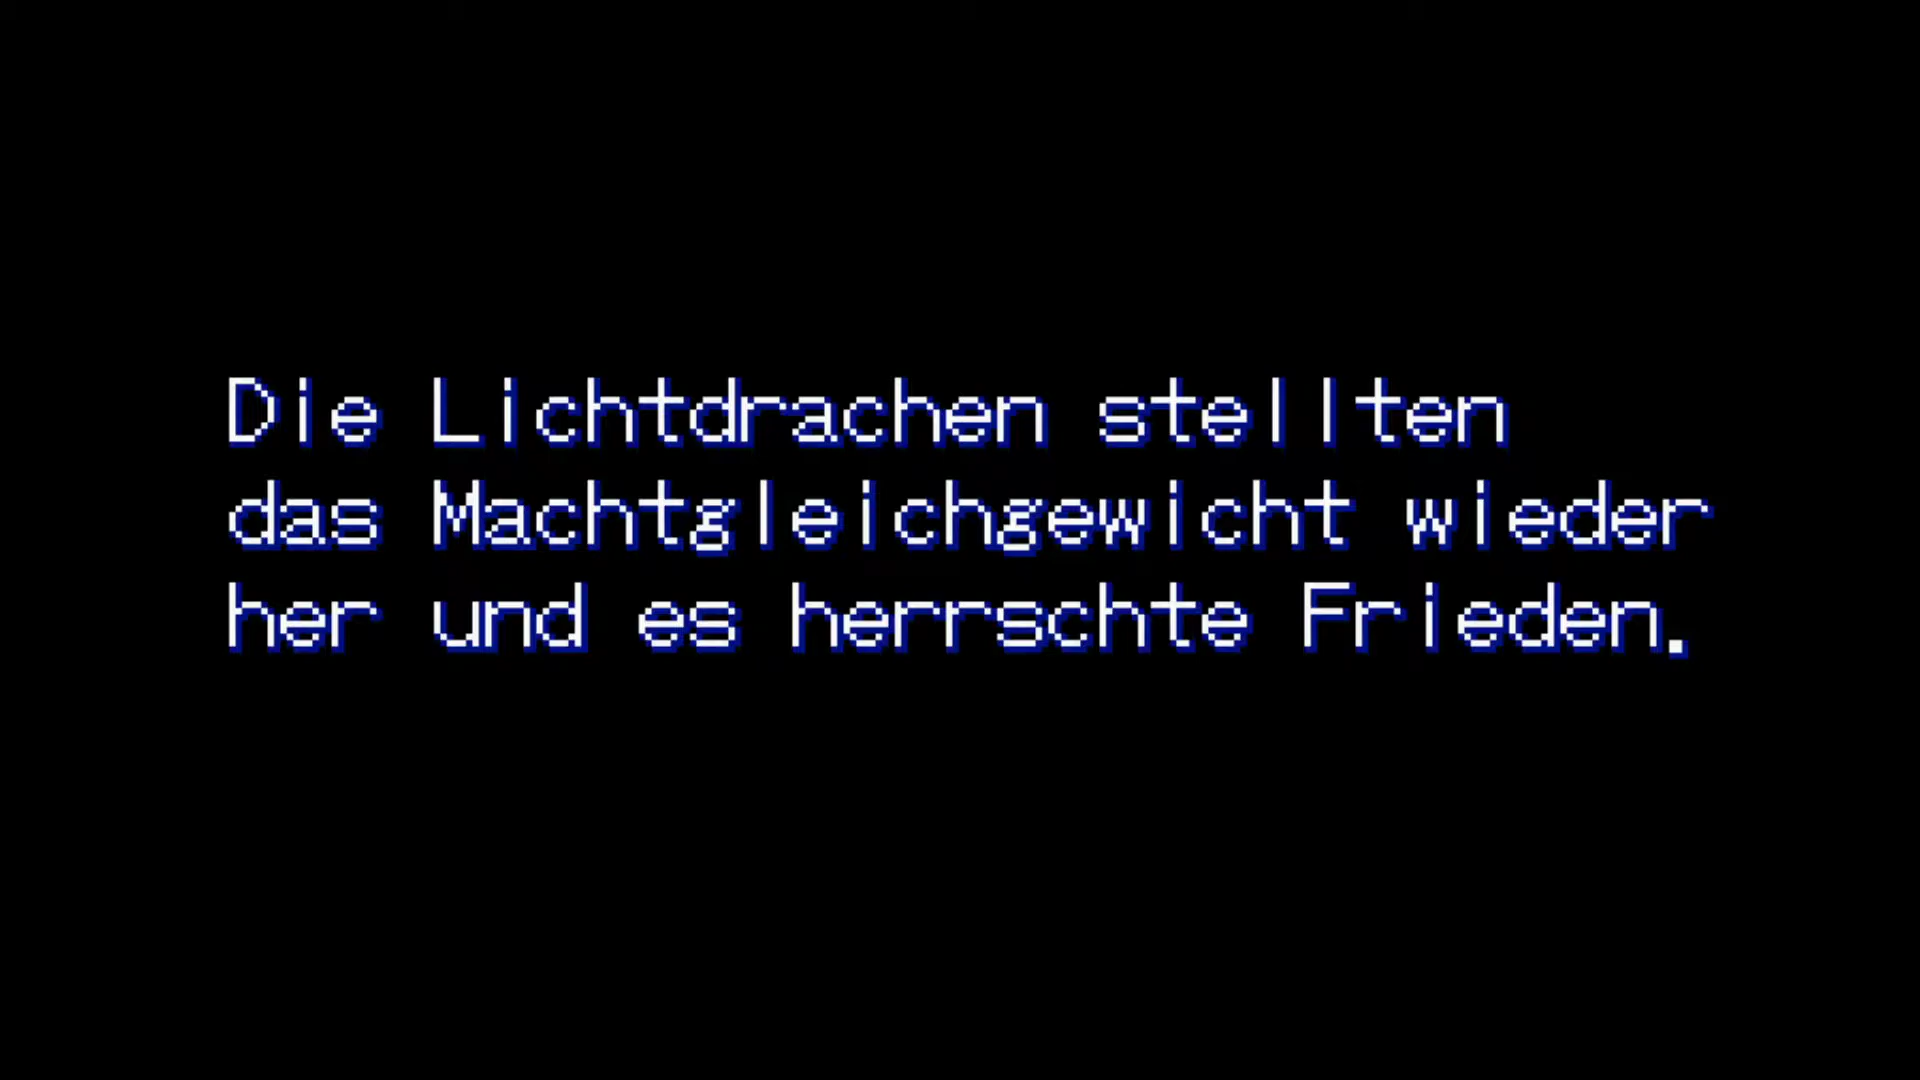 Die Lichtdrachen stellten
das Machtgleichgewicht wieder
her und es herrschte Frieden.